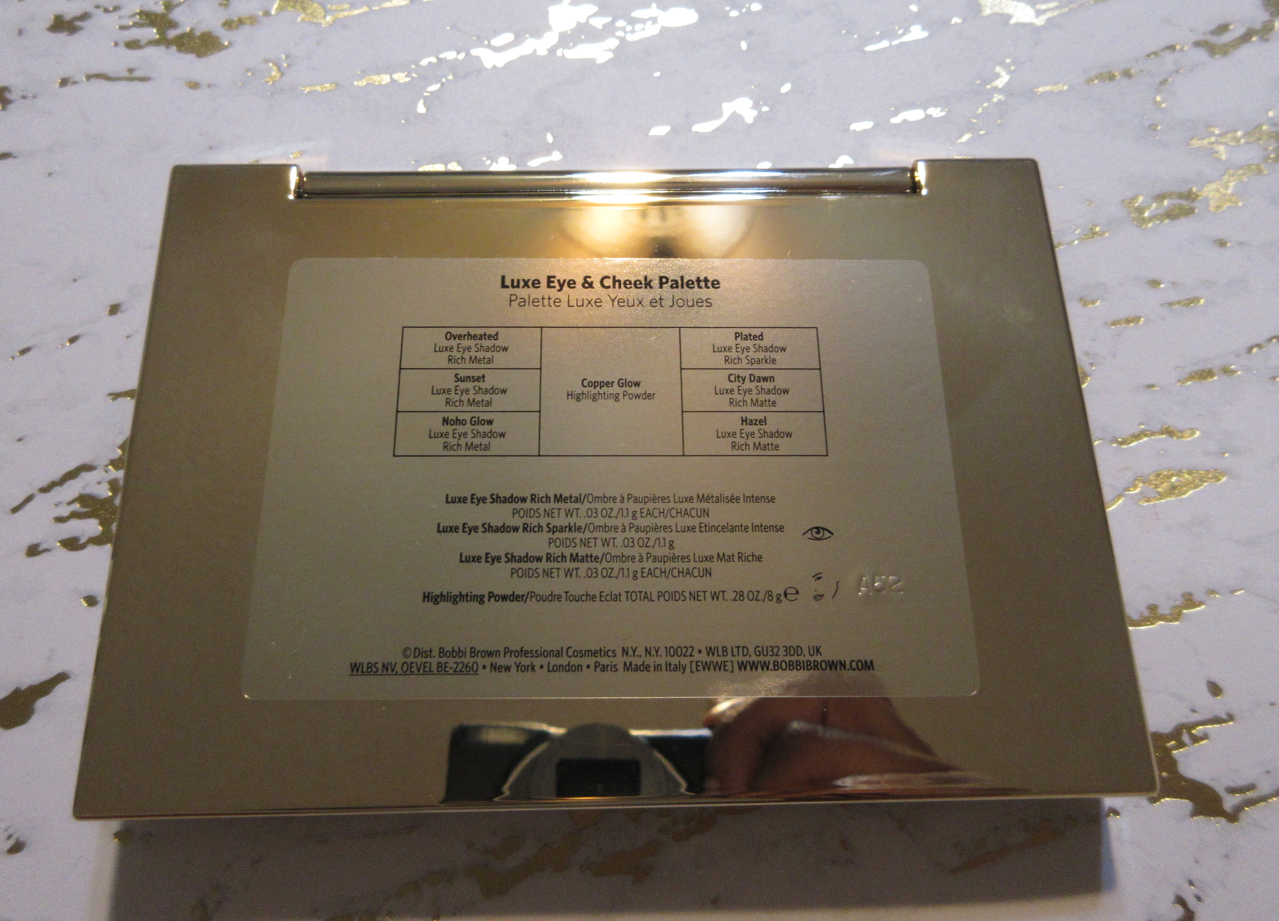 Luxe Eye & Cheek Palette
Palette Luxe Yeux et Joues
Overheated
Luxe Eye Shadow
Rich Metal
Sunset
Luxe Eye Shadow
Rich Metal
Noho Glow
Luxe Eye Shadow
Rich Metal
Copper Glow
Highlighting Powder
Plated
Luxe Eye Shadow
Rich Sparkle
City Dawn
Luxe Eye Shadow
Rich Matte
Hazel
Luxe Eye Shadow
Rich Matte
Luxe Eye Shadow Rich Metal/Ombre à Paupières Luxe Métalisée Intense
POIDS NET WT. .03 OZ./1.1 g EACH/CHACUN
Luxe Eye Shadow Rich Sparkle/Ombre à Paupières Luxe Etincelante Intense
POIDS NET WT. .03 OZ./1.1 g
Luxe Eye Shadow Rich Matte/Ombre à Paupières Luxe Mat Riche
POIDS NET WT. .03 OZ./1.1 g EACH/CHACUN
Highlighting Powder/Poudre Touche Eclat TOTAL POIDS NET WT. .28 OZ./8 g ℮
A52
© Dist. Bobbi Brown Professional Cosmetics N.Y., N.Y. 10022 • WLB LTD, GU32 3DD, UK
WLBS NV, OEVEL BE-2260 • New York • London • Paris Made in Italy [EWWE] WWW.BOBBIBROWN.COM